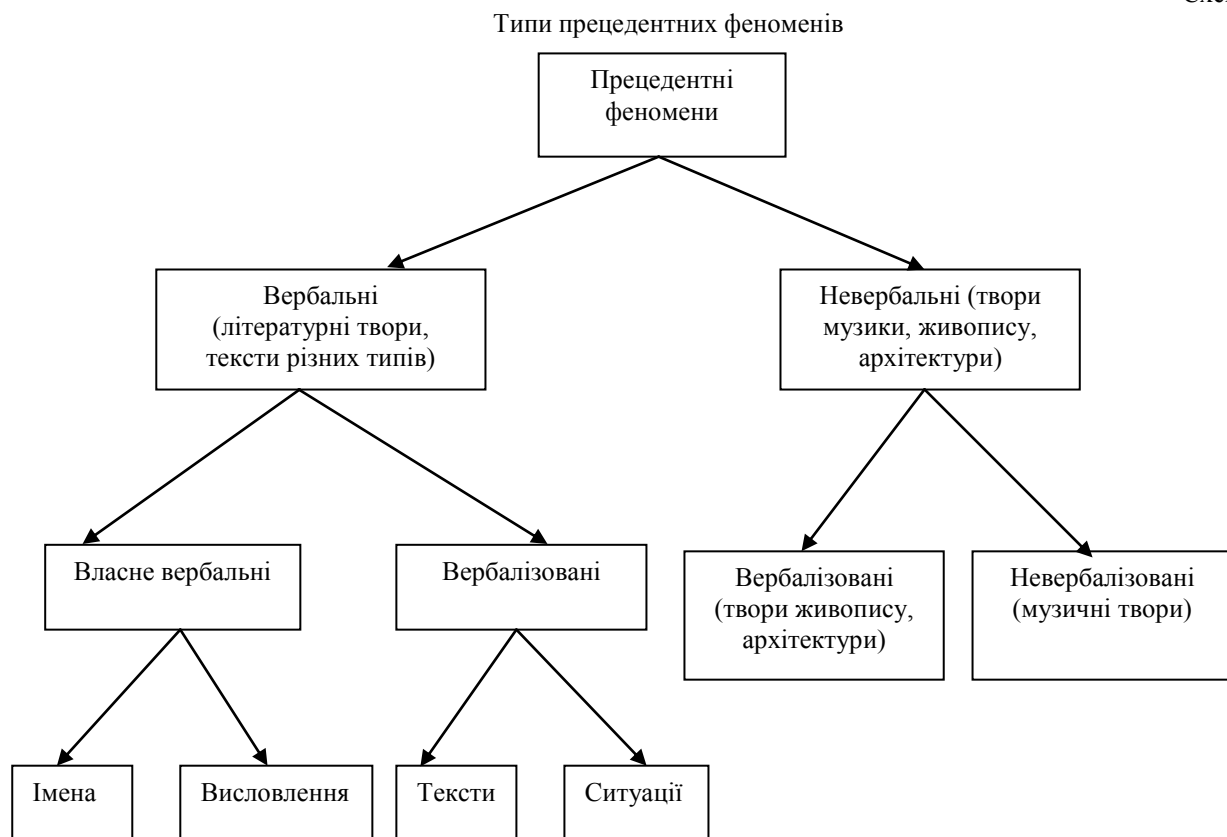 Типи прецедентних феноменів
Прецедентні
феномени
Вербальні
(літературні твори,
тексти різних типів)
Невербальні (твори
музики, живопису,
архітектури)
Власне вербальні
Вербалізовані
Вербалізовані
(твори живопису,
архітектури)
Невербалізовані
(музичні твори)
Імена
Висловлення
Тексти
Ситуації